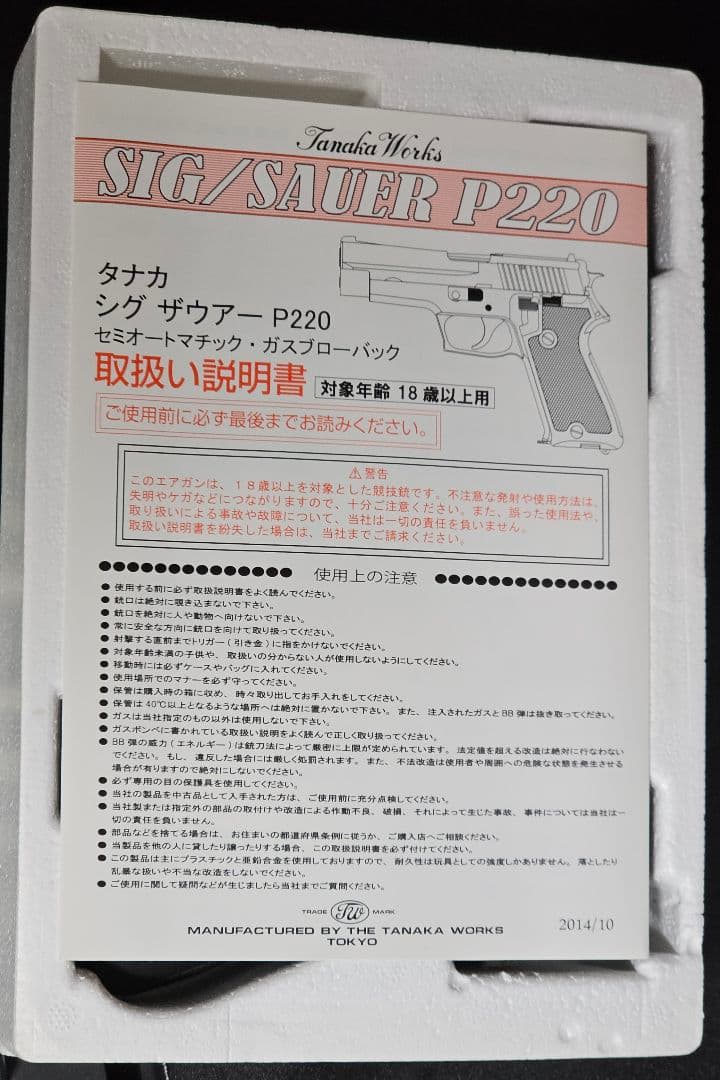 Tanaka Works
SIG/SAUER P220
タナカ
シグ ザウアー P220
セミオートマチック・ガスブローバック
取扱い説明書 対象年齢 18 歳以上用
ご使用前に必ず最後までお読みください。
⚠警告
このエアガンは、18歳以上を対象とした競技銃です。不注意な発射や使用方法は、
失明やケガなどにつながりますので、十分ご注意ください。また、誤った使用法や、
取り扱いによる事故や故障について、当社は一切の責任を負いません。
取扱い説明書を紛失した場合は、当社までご請求ください。
●●●●●●●●●●●●●● 使用上の注意 ●●●●●●●●●●●●●●
● 使用する前に必ず取扱説明書をよく読んでください。
● 銃口は絶対に覗き込まないで下さい。
● 銃口を絶対に人や動物へ向けないで下さい。
● 常に安全な方向に銃口を向けて取り扱ってください。
● 射撃する直前までトリガー(引き金)に指をかけないでください。
● 対象年齢未満の子供や、取扱いの分からない人が使用しないようにしてください。
● 移動時には必ずケースやバッグに入れてください。
● 使用場所でのマナーを必ず守ってください。
● 保管は購入時の箱に収め、時々取り出してお手入れをしてください。
● 保管は40℃以上となるような場所へは絶対に置かないで下さい。また、注入されたガスとBB弾は抜き取ってください。
● ガスは当社指定のもの以外は使用しないで下さい。
● ガスボンベに書かれている取扱い説明をよく読んで正しく取り扱ってください。
● BB弾の威力(エネルギー)は銃刀法によって厳密に上限が定められています。法定値を超える改造は絶対に行なわない
でください。もし、違反した場合には厳しく処罰されます。また、不法改造は使用者や周囲への危険な状態を発生させる
場合が有りますので絶対にしないでください。
● 必ず専用の目の保護具を使用してください。
● 当社の製品を中古品として入手された方は、ご使用前に充分点検してください。
● 当社製または指定外の部品の取付けや改造による作動不良、破損、それによって生じた事故、事件については当社は一
切の責任を負いません。
● 部品などを捨てる場合は、お住まいの都道府県条例に従うか、ご購入店へご相談ください。
● 当製品を他の人に貸したり譲ったりする場合、この取扱説明書を必ず付けてください。
● この製品は主にプラスチックと亜鉛合金を使用しておりますので、耐久性は玩具としての強度しかありません。落としたり
乱暴な扱いや不当な改造をしないでください。
● ご使用に関して疑問などが生じましたら当社までご質問ください。
TRADE TW MARK
MANUFACTURED BY THE TANAKA WORKS
TOKYO
2014/10